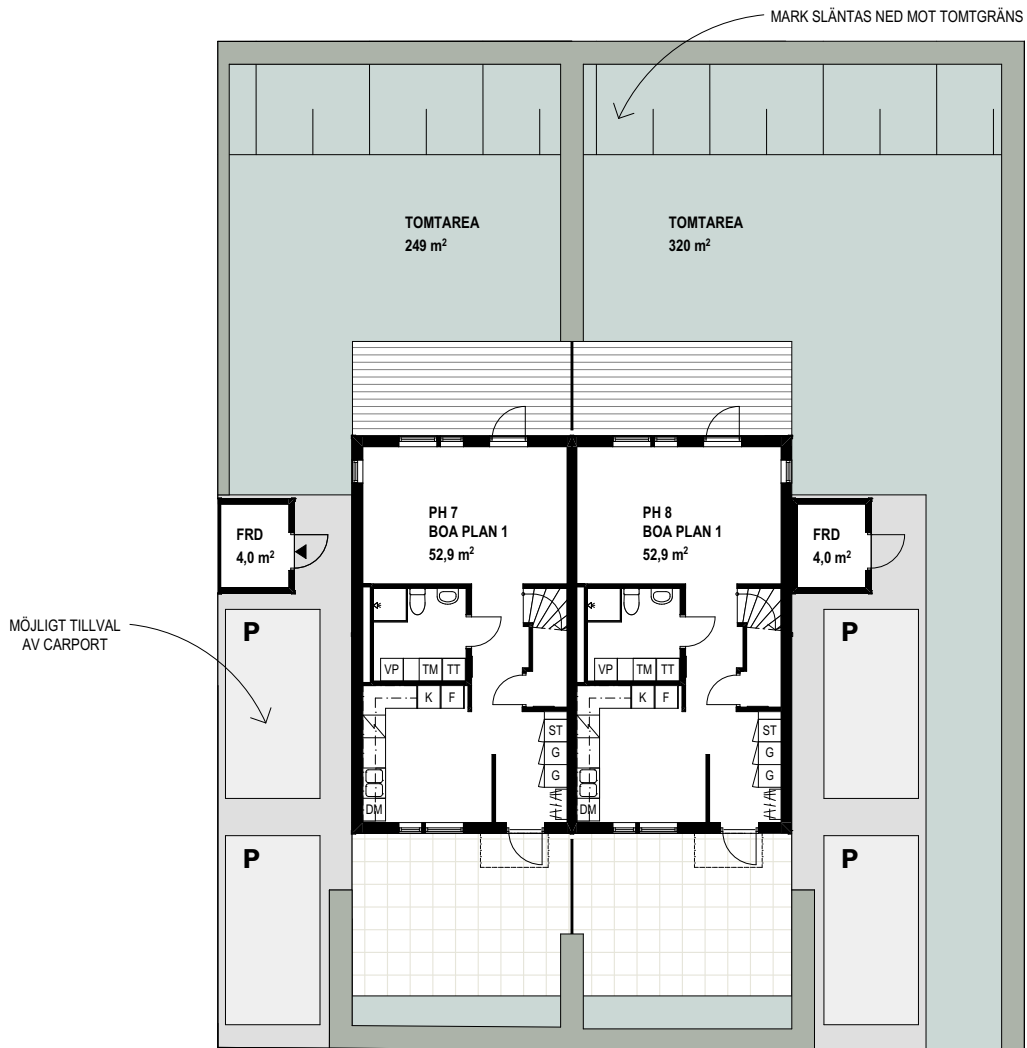 MARK SLÄNTAS NED MOT TOMTGRÄNS
TOMTAREA
249 m²
TOMTAREA
320 m²
PH 7
BOA PLAN 1
52,9 m²
PH 8
BOA PLAN 1
52,9 m²
FRD
4,0 m²
FRD
4,0 m²
MÖJLIGT TILLVAL
AV CARPORT
P
P
VP TM TT
VP TM TT
K F
K F
ST
G
G
ST
G
G
DM
DM
P
P